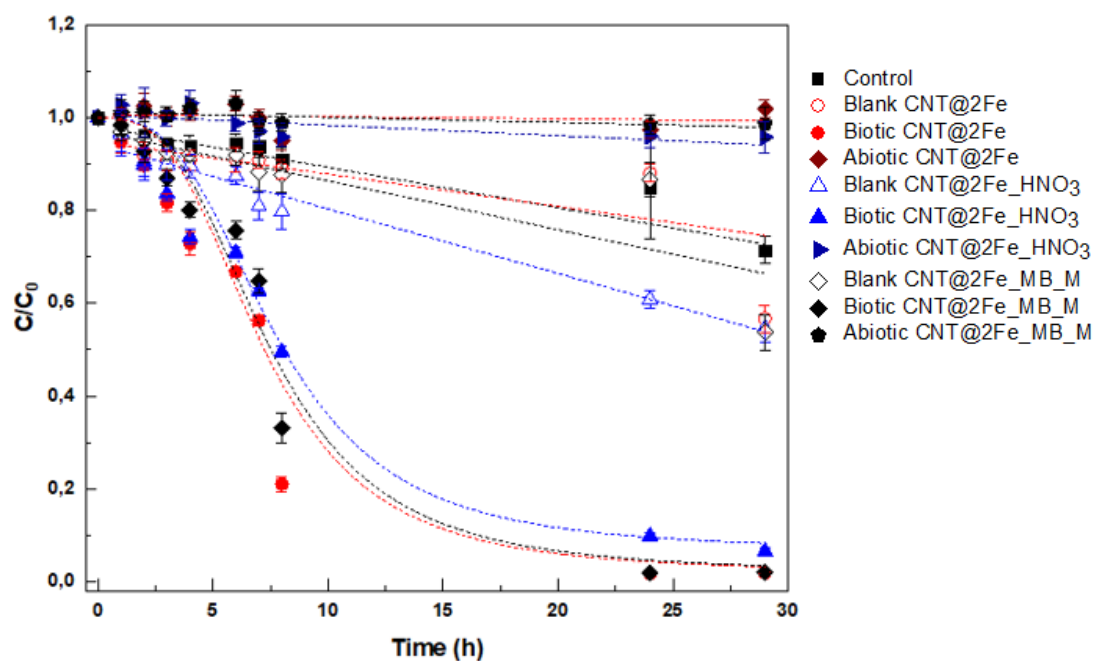 1,2
1,0
0,8
0,6
0,4
0,2
0,0
C/C₀
0
5
10
15
20
25
30
Time (h)
Control
Blank CNT@2Fe
Biotic CNT@2Fe
Abiotic CNT@2Fe
Blank CNT@2Fe_HNO₃
Biotic CNT@2Fe_HNO₃
Abiotic CNT@2Fe_HNO₃
Blank CNT@2Fe_MB_M
Biotic CNT@2Fe_MB_M
Abiotic CNT@2Fe_MB_M